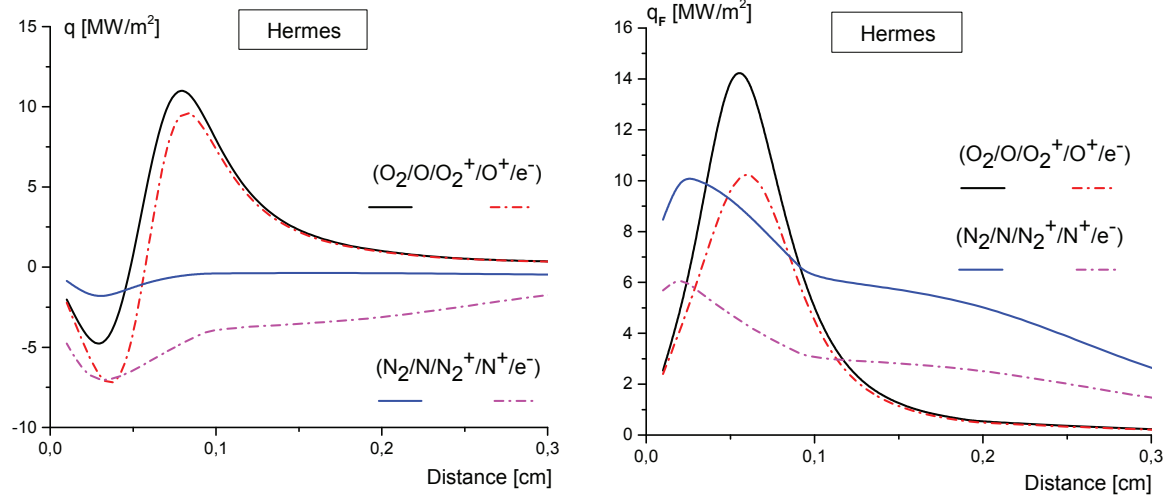 q [MW/m²]
Hermes
15
10
5
0
-5
-10
(O₂/O/O₂⁺/O⁺/e⁻)
(N₂/N/N₂⁺/N⁺/e⁻)
0,0
0,1
0,2
0,3
Distance [cm]
q_F [MW/m²]
Hermes
16
14
12
10
8
6
4
2
0
(O₂/O/O₂⁺/O⁺/e⁻)
(N₂/N/N₂⁺/N⁺/e⁻)
0,0
0,1
0,2
0,3
Distance [cm]